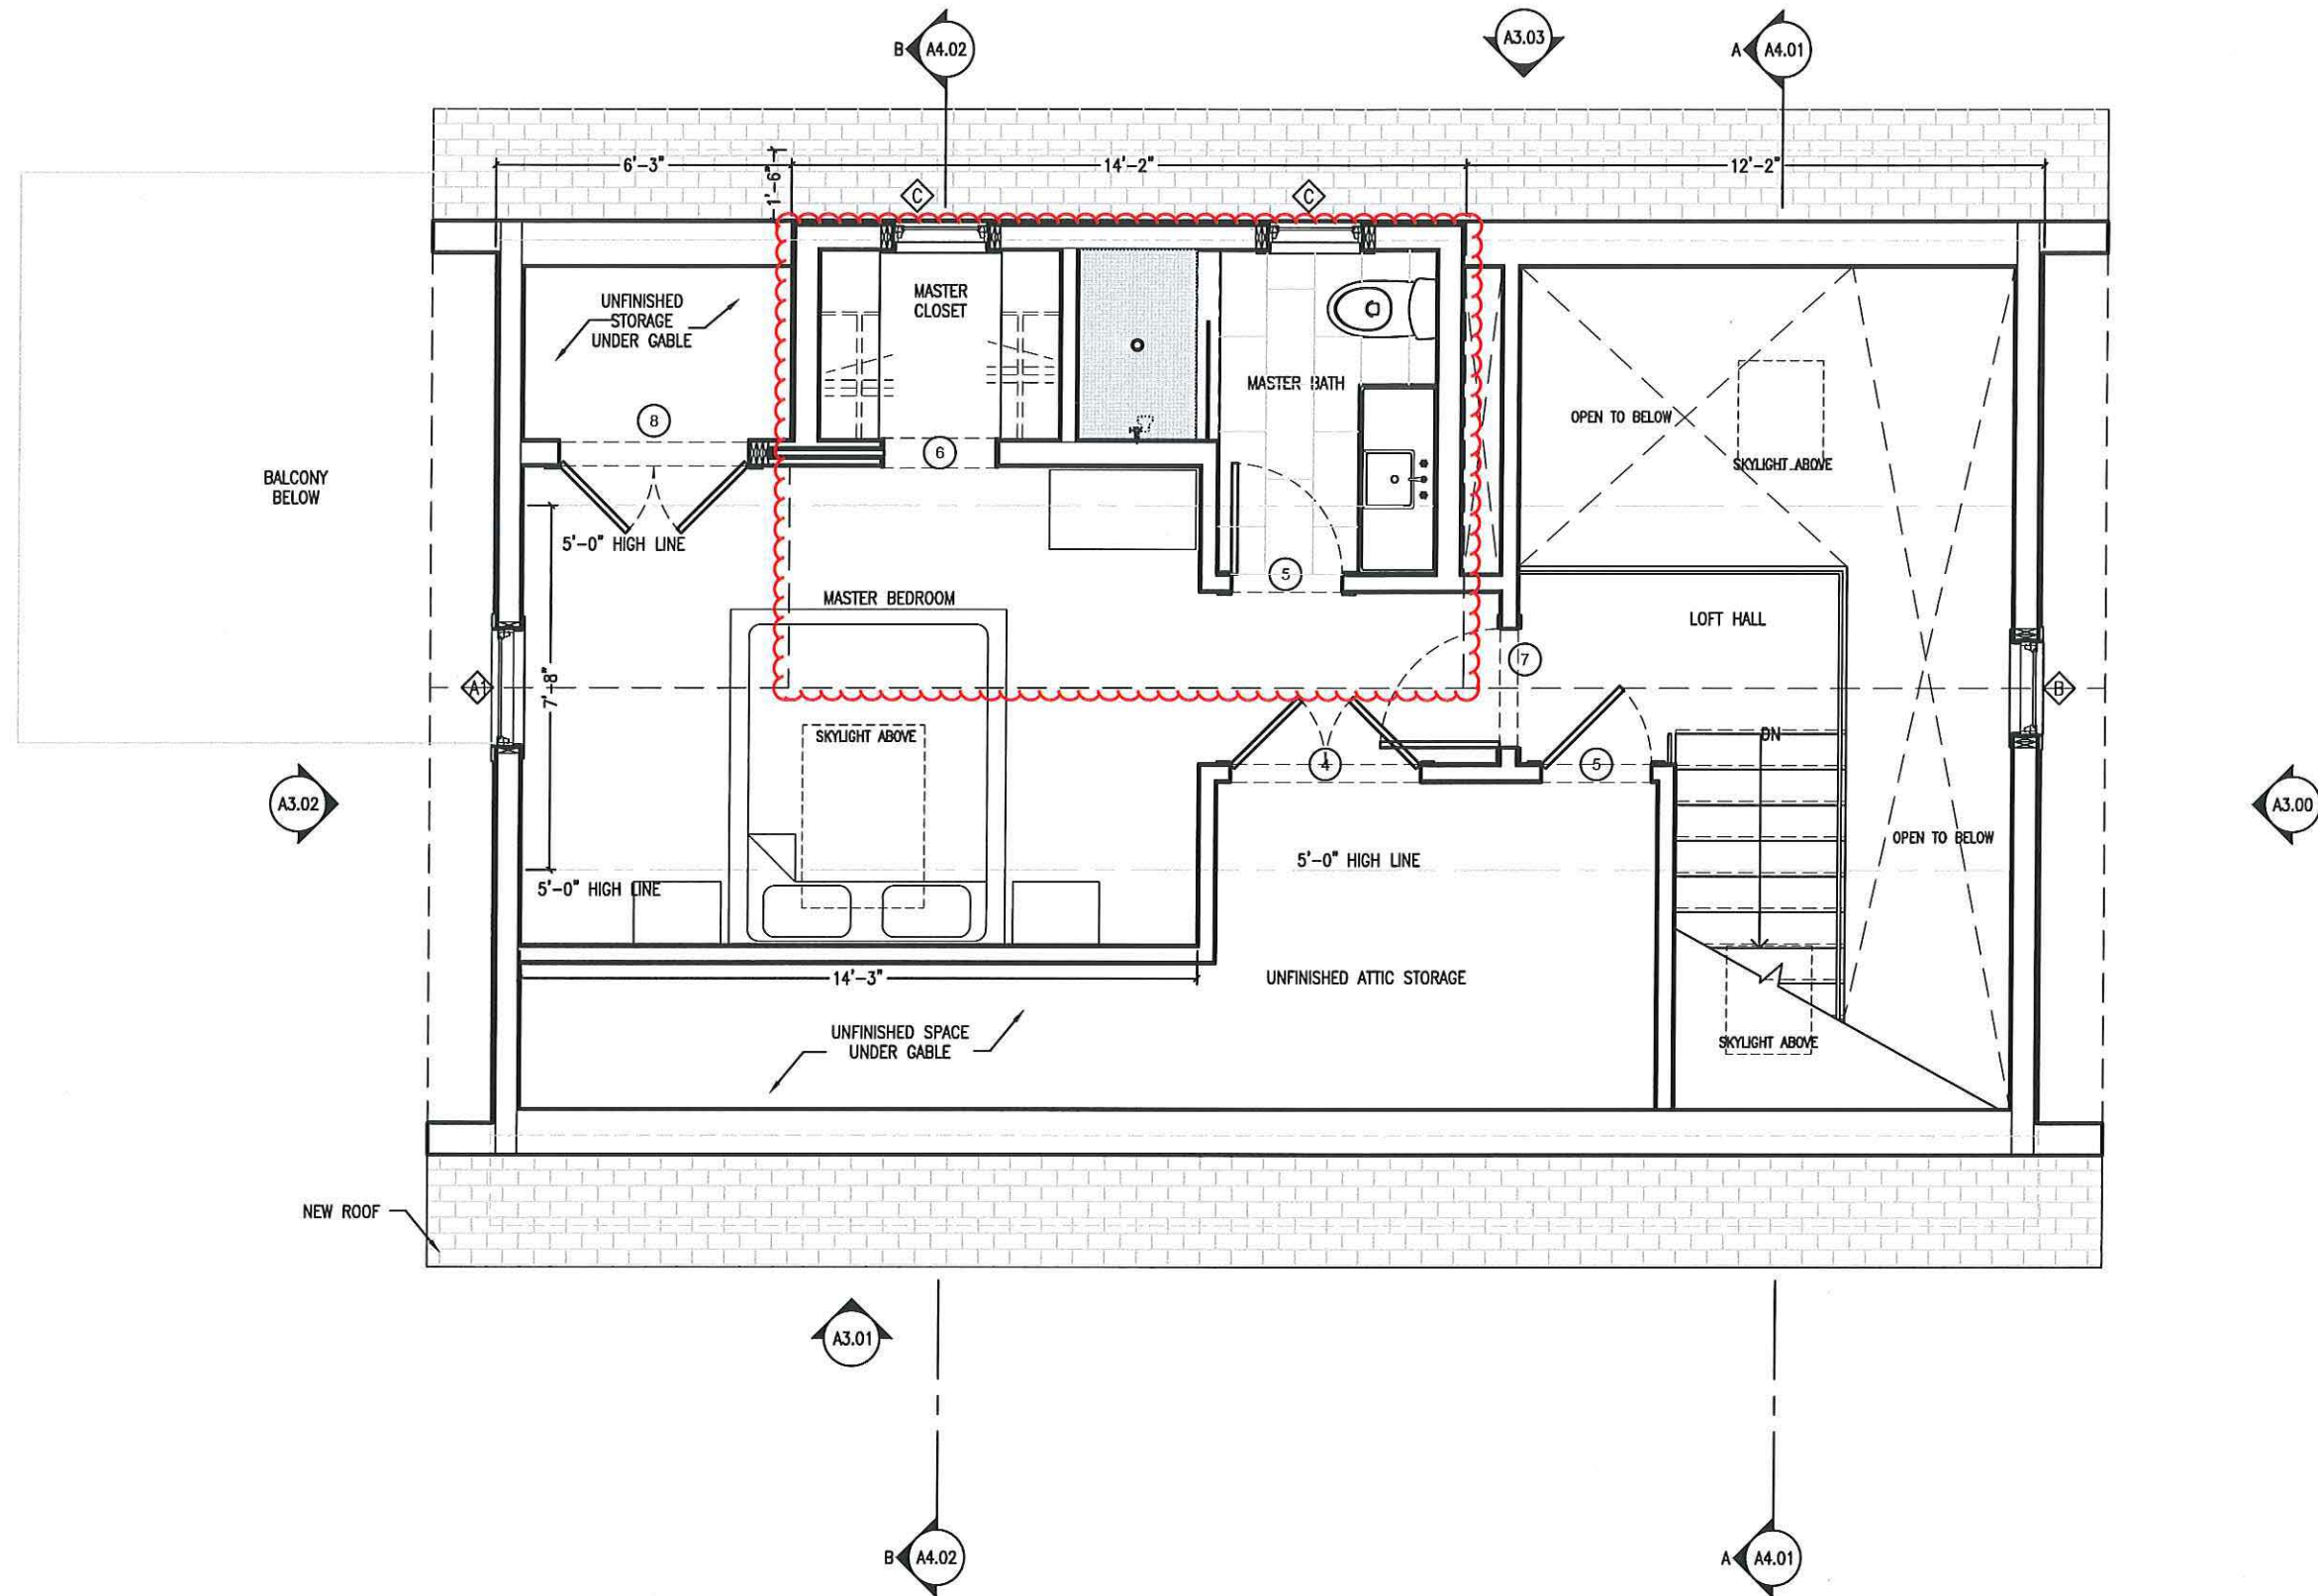 B A4.02
A3.03
A A4.01
6'-3"
1'-6"
14'-2"
12'-2"
C
C
UNFINISHED
STORAGE
UNDER GABLE
MASTER
CLOSET
MASTER BATH
OPEN TO BELOW
SKYLIGHT ABOVE
8
6
BALCONY
BELOW
5'-0" HIGH LINE
5
MASTER BEDROOM
LOFT HALL
7
A1
7'-8"
B
SKYLIGHT ABOVE
DN
4
5
A3.02
A3.00
OPEN TO BELOW
5'-0" HIGH LINE
5'-0" HIGH LINE
14'-3"
UNFINISHED ATTIC STORAGE
UNFINISHED SPACE
UNDER GABLE
SKYLIGHT ABOVE
NEW ROOF
A3.01
B A4.02
A A4.01